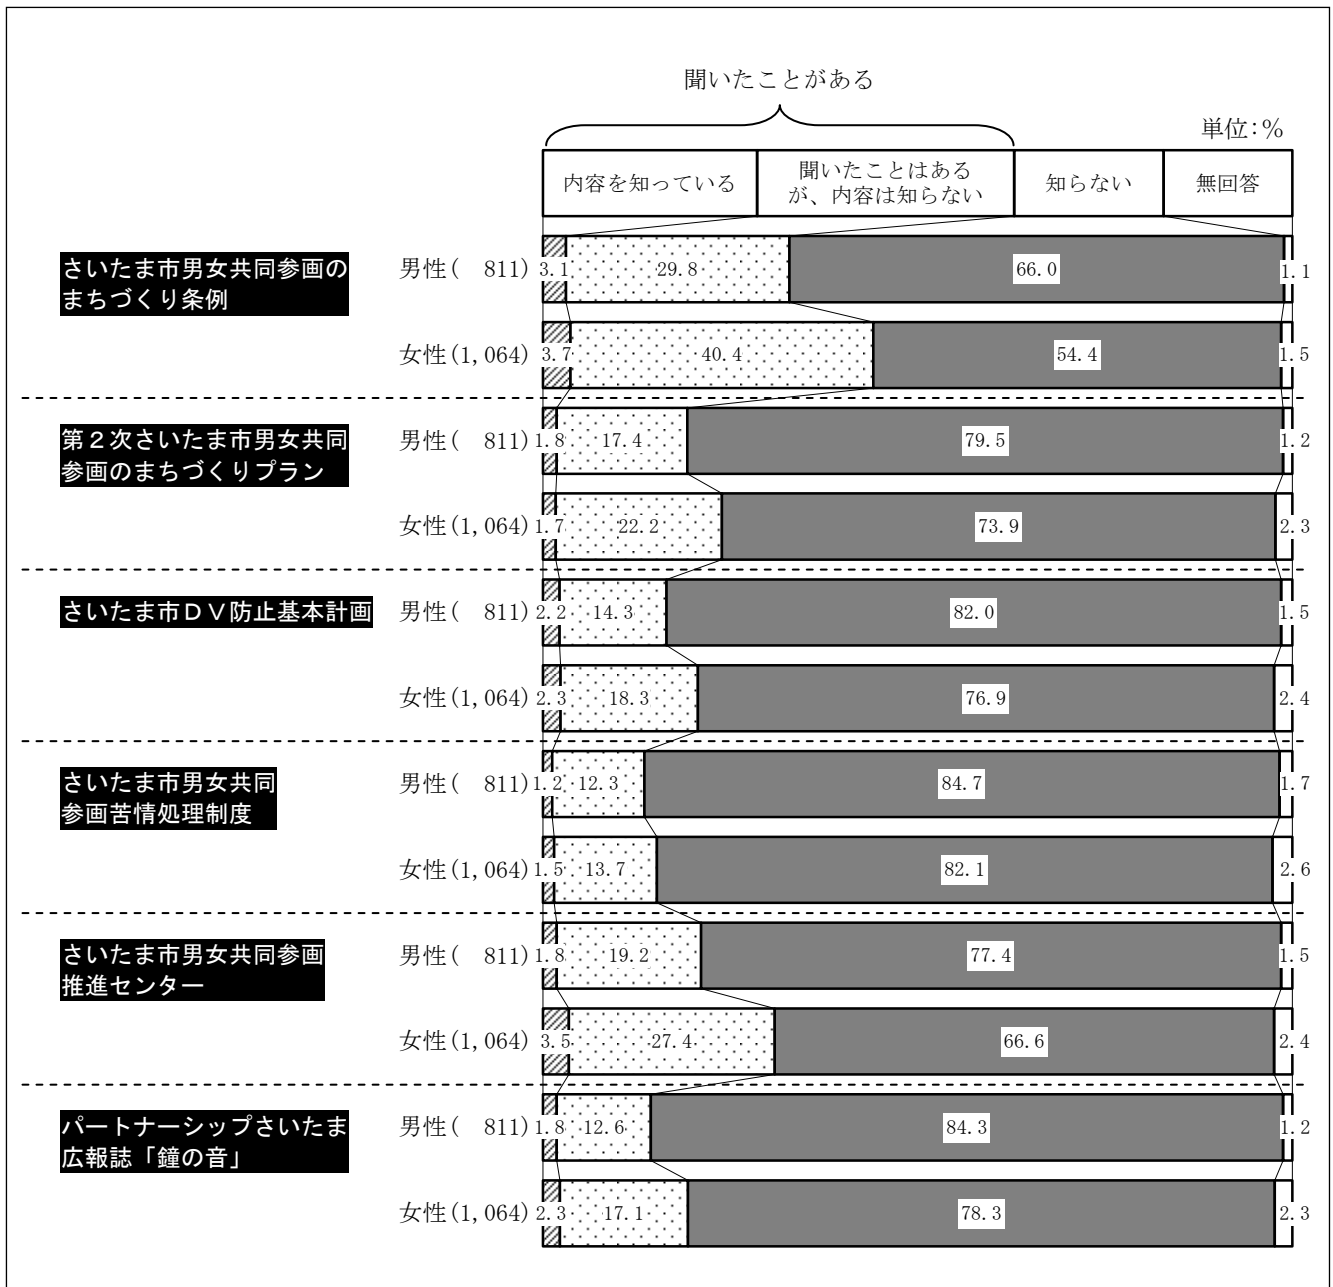 聞いたことがある
単位:%
内容を知っている
聞いたことはある
が、内容は知らない
知らない
無回答
さいたま市男女共同参画の
まちづくり条例
男性( 811) 3.1 29.8 66.0 1.1
女性(1,064) 3.7 40.4 54.4 1.5
第2次さいたま市男女共同
参画のまちづくりプラン
男性( 811) 1.8 17.4 79.5 1.2
女性(1,064) 1.7 22.2 73.9 2.3
さいたま市DV防止基本計画
男性( 811) 2.2 14.3 82.0 1.5
女性(1,064) 2.3 18.3 76.9 2.4
さいたま市男女共同
参画苦情処理制度
男性( 811) 1.2 12.3 84.7 1.7
女性(1,064) 1.5 13.7 82.1 2.6
さいたま市男女共同参画
推進センター
男性( 811) 1.8 19.2 77.4 1.5
女性(1,064) 3.5 27.4 66.6 2.4
パートナーシップさいたま
広報誌「鐘の音」
男性( 811) 1.8 12.6 84.3 1.2
女性(1,064) 2.3 17.1 78.3 2.3